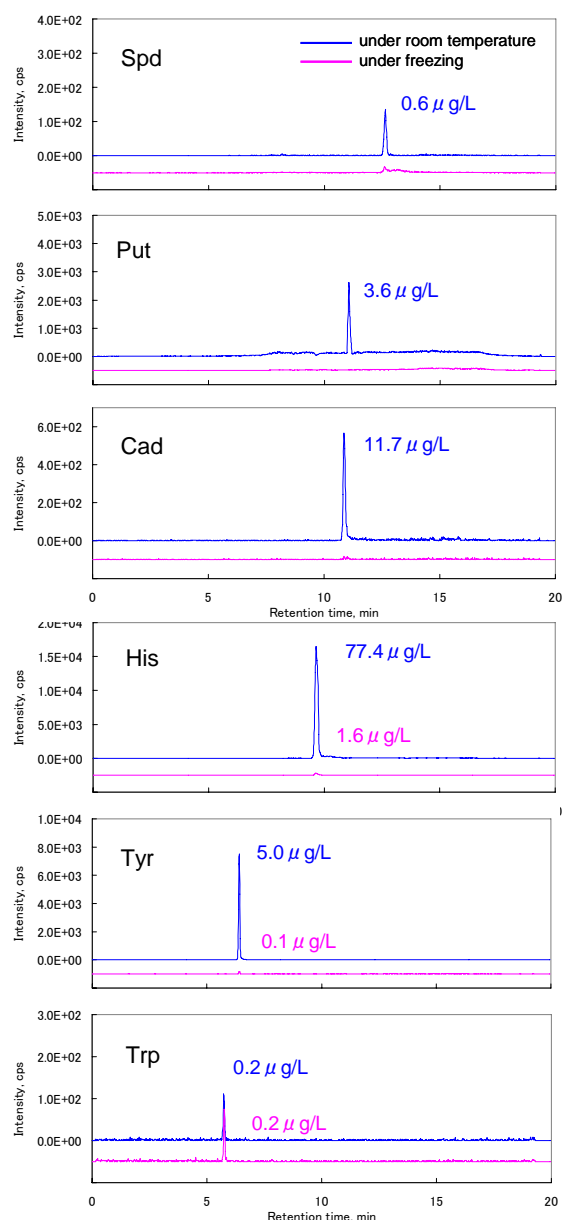 4.0E+02
3.0E+02
2.0E+02
1.0E+02
0.0E+00
Intensity, cps
Spd
under room temperature
under freezing
0.6 μ g/L
0 5 10 15 20
5.0E+03
4.0E+03
3.0E+03
2.0E+03
1.0E+03
0.0E+00
Intensity, cps
Put
3.6 μ g/L
6.0E+02
4.0E+02
2.0E+02
0.0E+00
Intensity, cps
Cad
11.7 μ g/L
0 5 10 15 20
Retention time, min
2.0E+04
1.5E+04
1.0E+04
5.0E+03
0.0E+00
Intensity, cps
His
77.4 μ g/L
1.6 μ g/L
1.0E+04
8.0E+03
6.0E+03
4.0E+03
2.0E+03
0.0E+00
Intensity, cps
Tyr
5.0 μ g/L
0.1 μ g/L
3.0E+02
2.0E+02
1.0E+02
0.0E+00
Intensity, cps
Trp
0.2 μ g/L
0.2 μ g/L
0 5 10 15 20
Retention time, min